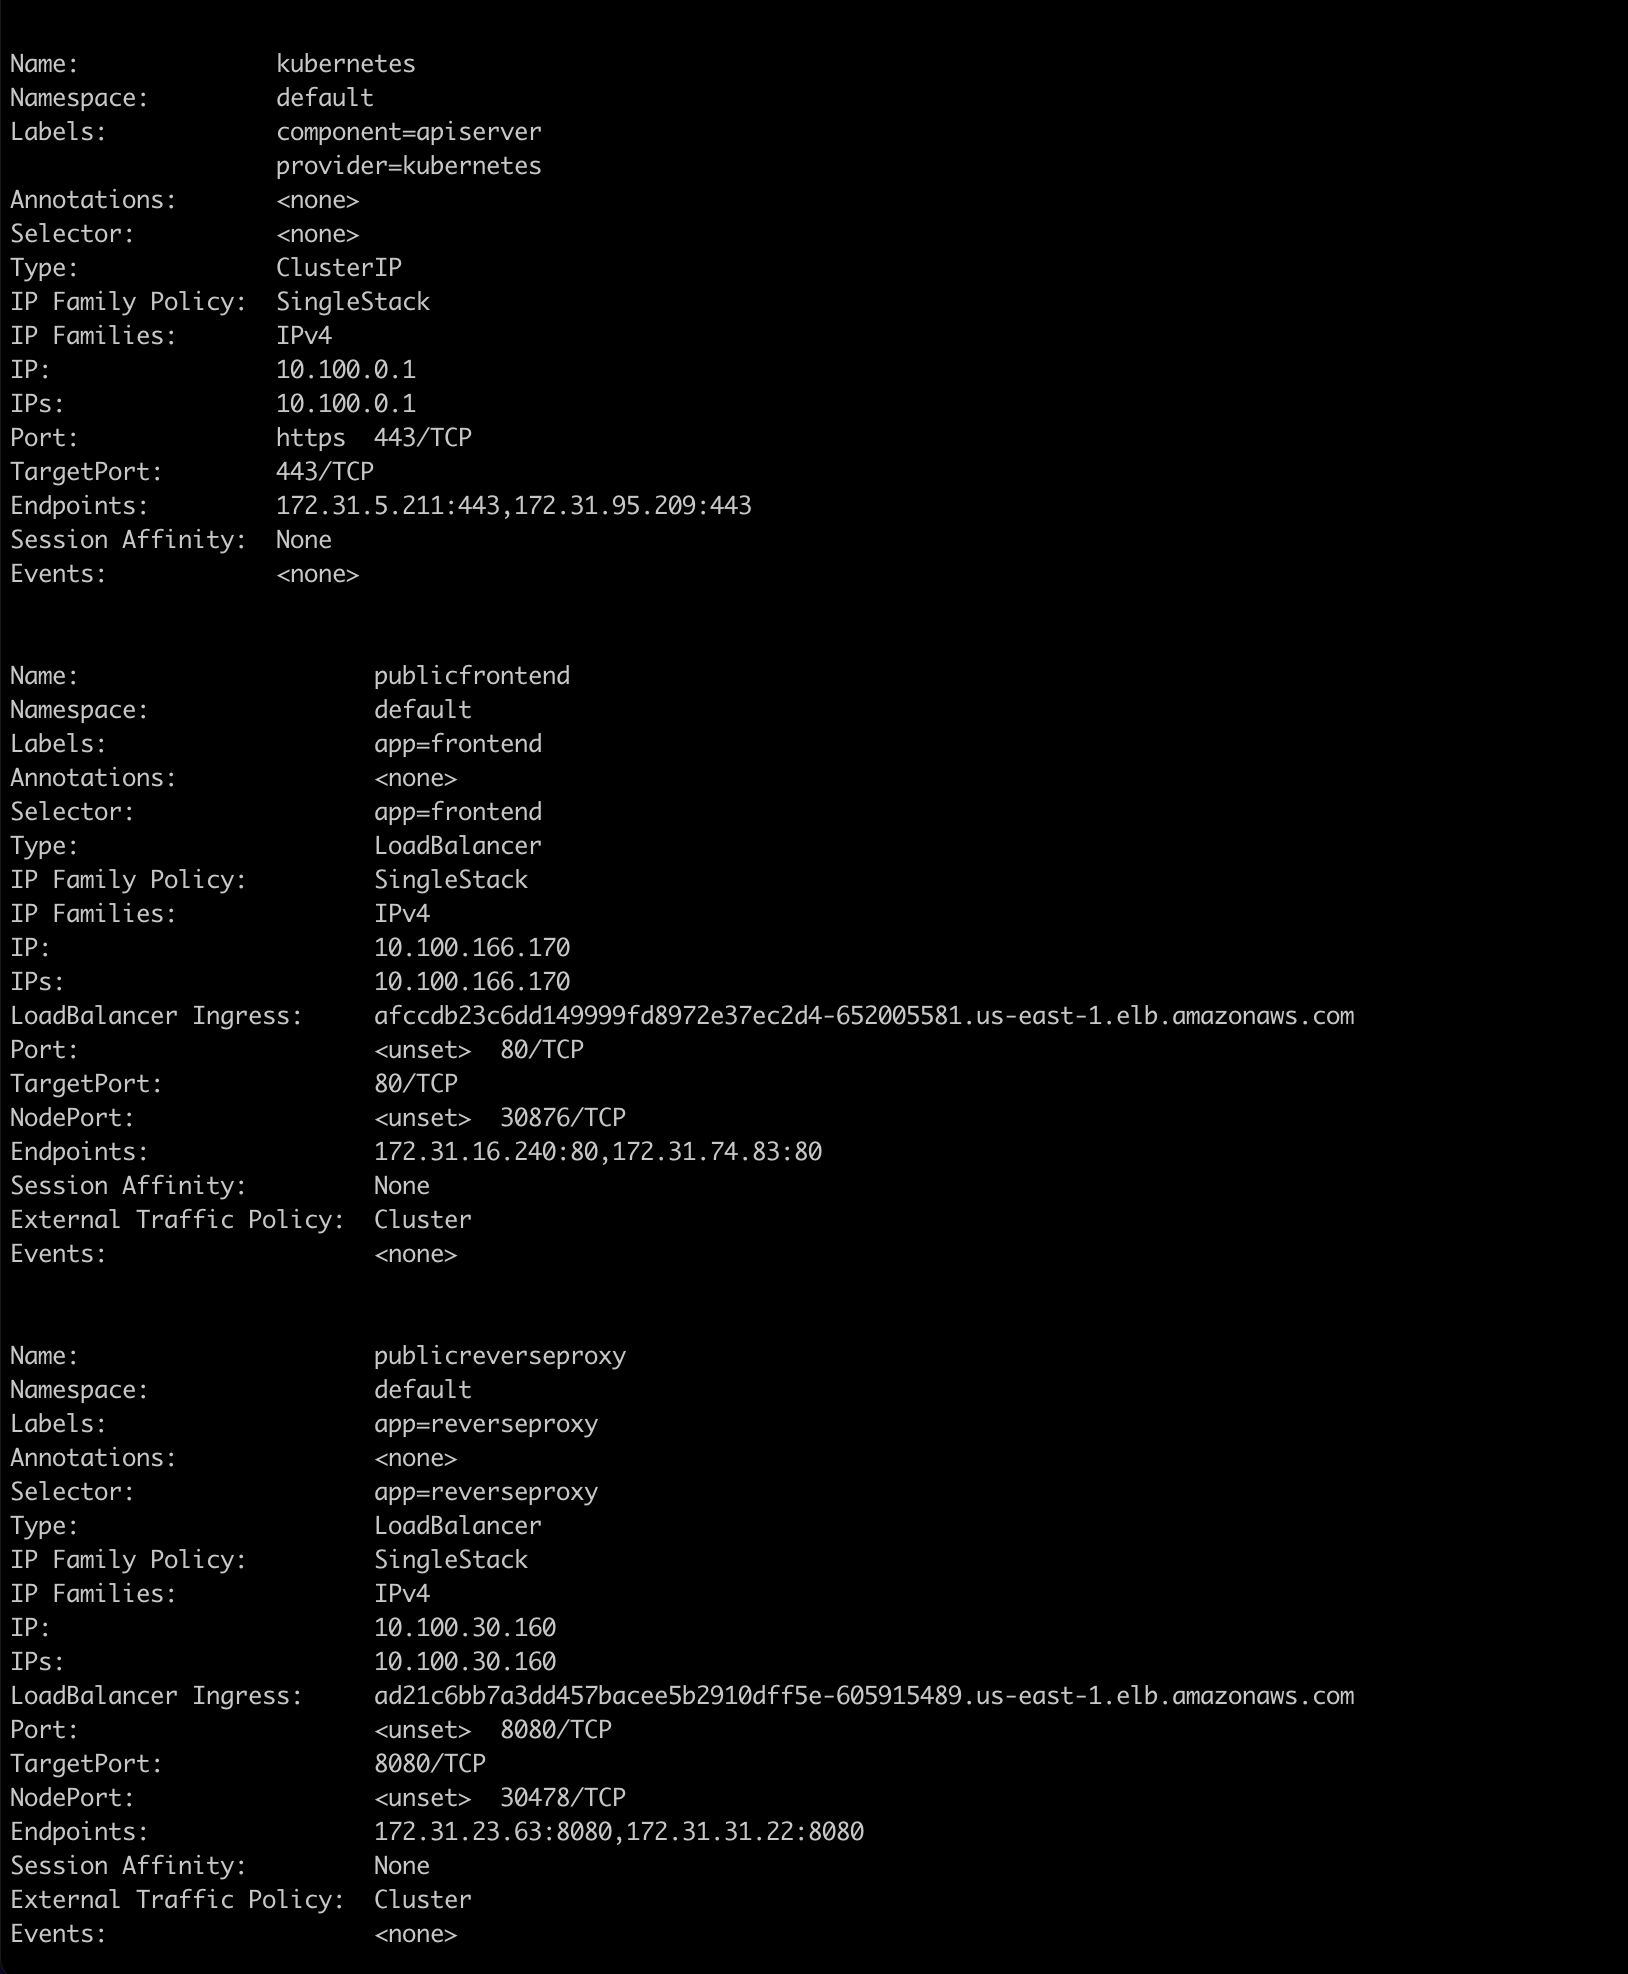 Name:              kubernetes
Namespace:         default
Labels:            component=apiserver
                   provider=kubernetes
Annotations:       <none>
Selector:          <none>
Type:              ClusterIP
IP Family Policy:  SingleStack
IP Families:       IPv4
IP:                10.100.0.1
IPs:               10.100.0.1
Port:              https  443/TCP
TargetPort:        443/TCP
Endpoints:         172.31.5.211:443,172.31.95.209:443
Session Affinity:  None
Events:            <none>
Name:                     publicfrontend
Namespace:                default
Labels:                   app=frontend
Annotations:              <none>
Selector:                 app=frontend
Type:                     LoadBalancer
IP Family Policy:         SingleStack
IP Families:              IPv4
IP:                       10.100.166.170
IPs:                      10.100.166.170
LoadBalancer Ingress:     afccdb23c6dd149999fd8972e37ec2d4-652005581.us-east-1.elb.amazonaws.com
Port:                     <unset>  80/TCP
TargetPort:               80/TCP
NodePort:                 <unset>  30876/TCP
Endpoints:                172.31.16.240:80,172.31.74.83:80
Session Affinity:         None
External Traffic Policy:  Cluster
Events:                   <none>
Name:                     publicreverseproxy
Namespace:                default
Labels:                   app=reverseproxy
Annotations:              <none>
Selector:                 app=reverseproxy
Type:                     LoadBalancer
IP Family Policy:         SingleStack
IP Families:              IPv4
IP:                       10.100.30.160
IPs:                      10.100.30.160
LoadBalancer Ingress:     ad21c6bb7a3dd457bacee5b2910dff5e-605915489.us-east-1.elb.amazonaws.com
Port:                     <unset>  8080/TCP
TargetPort:               8080/TCP
NodePort:                 <unset>  30478/TCP
Endpoints:                172.31.23.63:8080,172.31.31.22:8080
Session Affinity:         None
External Traffic Policy:  Cluster
Events:                   <none>